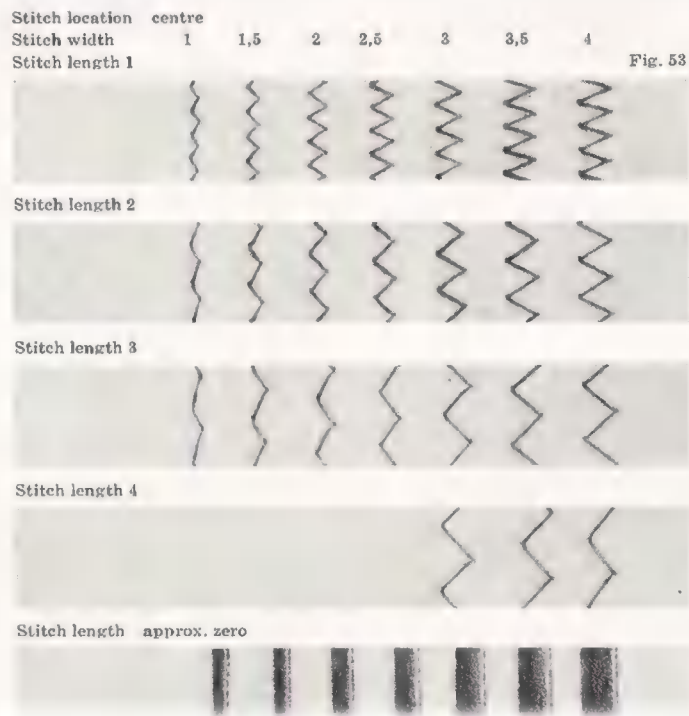 Stitch location centre
Stitch width 1 1,5 2 2,5 3 3,5 4
Stitch length 1 Fig. 53
Stitch length 2
Stitch length 3
Stitch length 4
Stitch length approx. zero